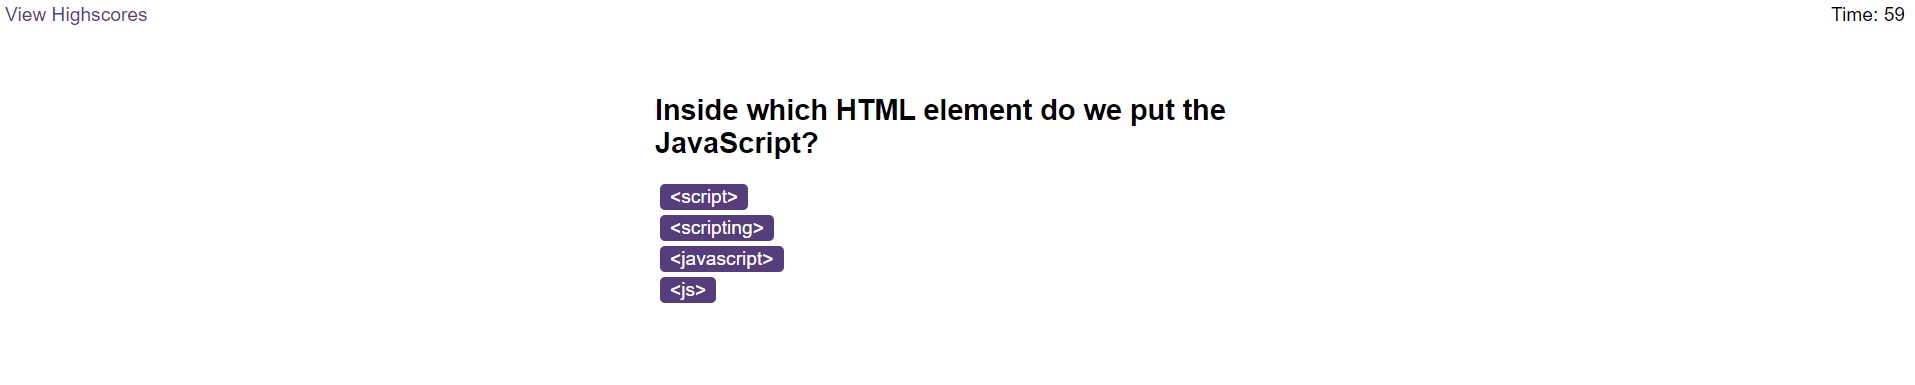 View Highscores
Time: 59
Inside which HTML element do we put the
JavaScript?
<script>
<scripting>
<javascript>
<js>